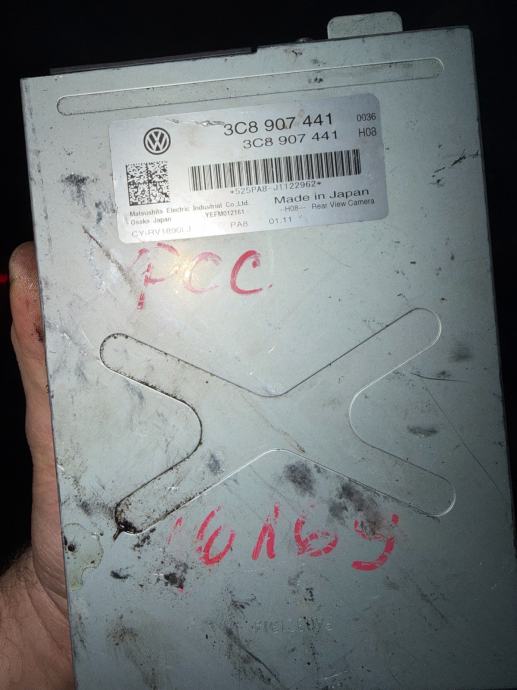 3C8 907 441 0036
3C8 907 441 H08
*525PA8-J1122962*
Matsushita Electric Industrial Co.,Ltd.
Osaka Japan YEFM012161
Made in Japan
--H08-- Rear View Camera
CY-RV1890LJ PA8 01.11
PCC